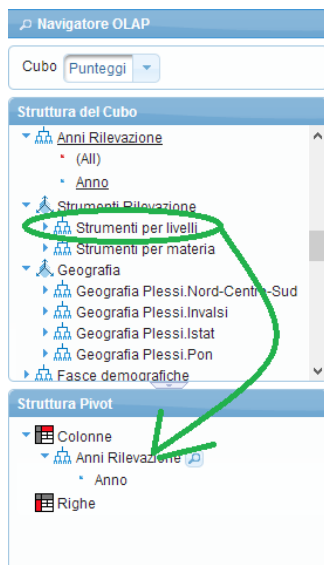 Navigatore OLAP
Cubo Punteggi
Struttura del Cubo
Anni Rilevazione
(All)
Anno
Strumenti Rilevazione
Strumenti per livelli
Strumenti per materia
Geografia
Geografia Plessi.Nord-Centro-Sud
Geografia Plessi.Invalsi
Geografia Plessi.Istat
Geografia Plessi.Pon
Fasce demografiche
Struttura Pivot
Colonne
Anni Rilevazione
Anno
Righe